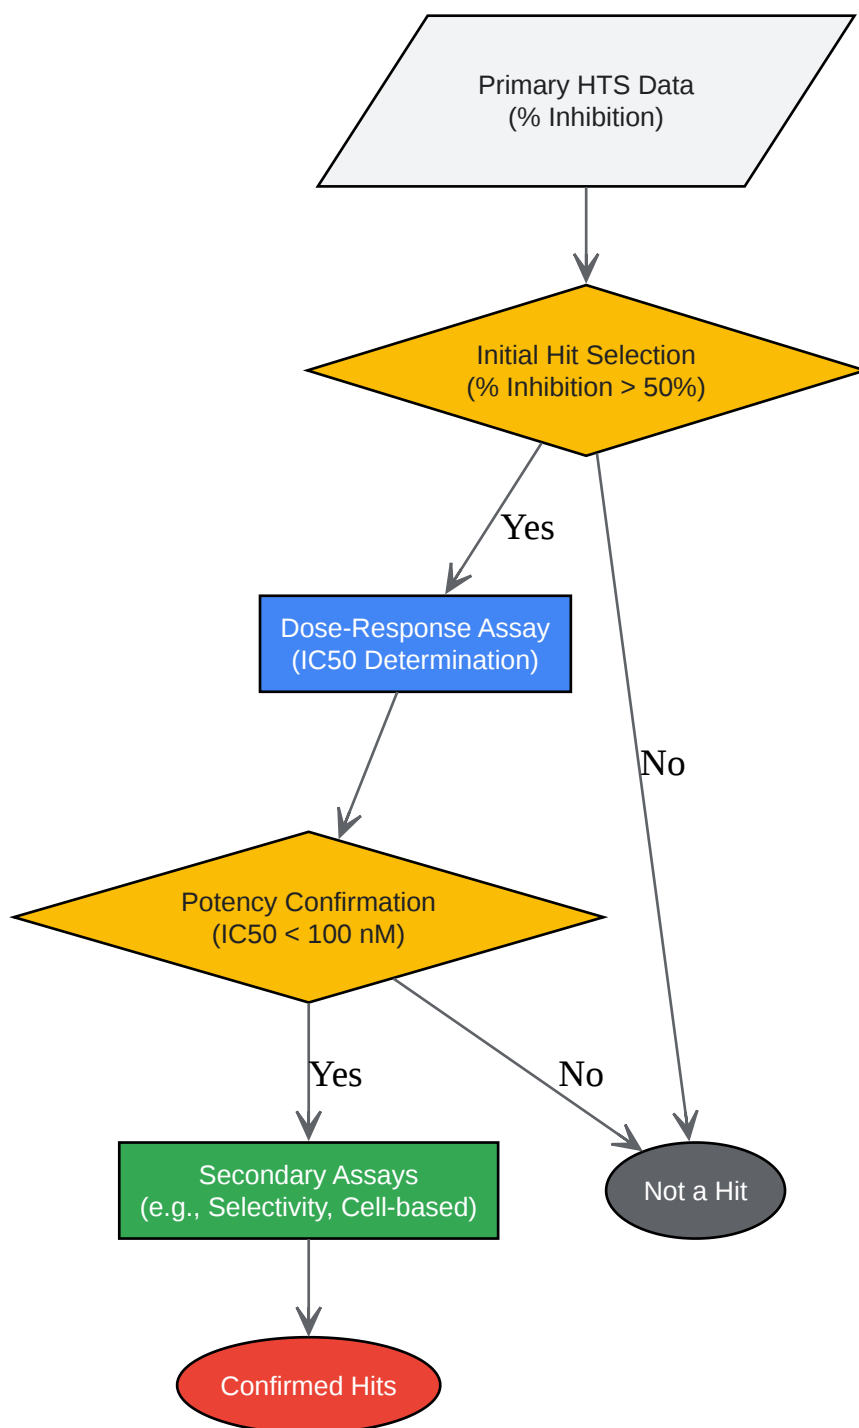 Primary HTS Data
(% Inhibition)
Initial Hit Selection
(% Inhibition > 50%)
Yes
Dose-Response Assay
(IC50 Determination)
No
Potency Confirmation
(IC50 < 100 nM)
Yes
No
Secondary Assays
(e.g., Selectivity, Cell-based)
Not a Hit
Confirmed Hits